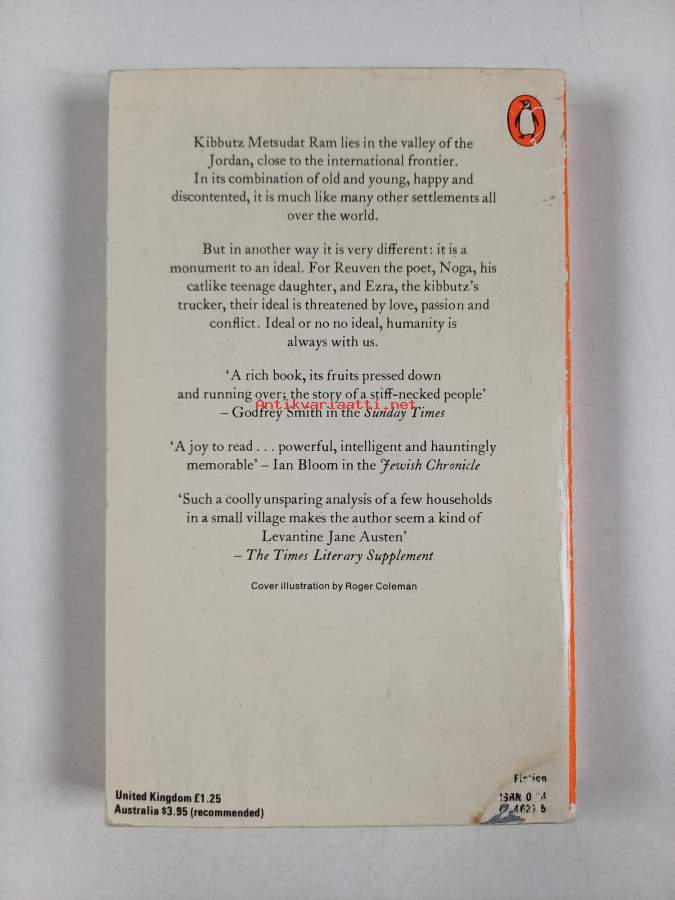 Kibbutz Metsudat Ram lies in the valley of the
Jordan, close to the international frontier.
In its combination of old and young, happy and
discontented, it is much like many other settlements all
over the world.
But in another way it is very different: it is a
monument to an ideal. For Reuven the poet, Noga, his
catlike teenage daughter, and Ezra, the kibbutz's
trucker, their ideal is threatened by love, passion and
conflict. Ideal or no no ideal, humanity is
always with us.
'A rich book, its fruits pressed down
and running over; the story of a stiff-necked people'
Antikvariaatti.net
– Godfrey Smith in the Sunday Times
'A joy to read . . . powerful, intelligent and hauntingly
memorable' – Ian Bloom in the Jewish Chronicle
'Such a coolly unsparing analysis of a few households
in a small village makes the author seem a kind of
Levantine Jane Austen'
– The Times Literary Supplement
Cover illustration by Roger Coleman
Fiction
United Kingdom £1.25
Australia $3.95 (recommended)
ISBN 0